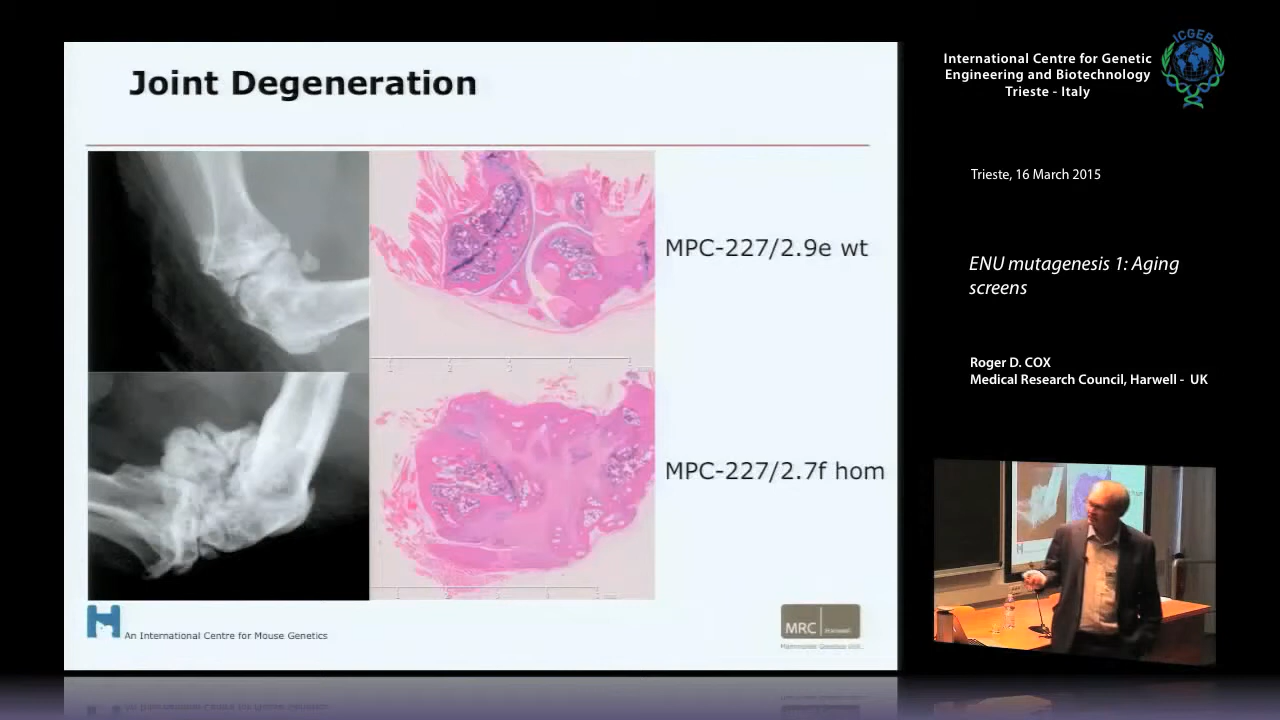 Joint Degeneration
MPC-227/2.9e wt
MPC-227/2.7f hom
An International Centre for Mouse Genetics
MRC
Harwell
International Centre for Genetic
Engineering and Biotechnology
Trieste - Italy
ICGEB
Trieste, 16 March 2015
ENU mutagenesis 1: Aging
screens
Roger D. COX
Medical Research Council, Harwell - UK